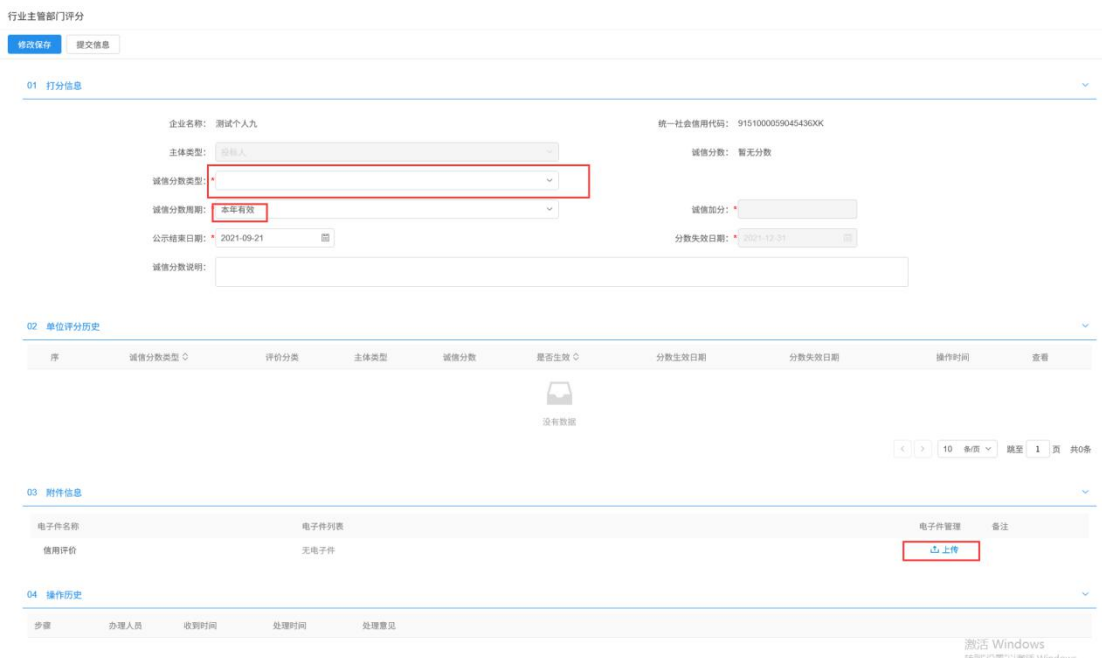 行业主管部门评分
修改保存 提交信息
01 打分信息
企业名称： 测试个人九 统一社会信用代码： 9151000059045436XK
主体类型： 投标人 诚信分数： 暂无分数
诚信分数类型：*
诚信分数周期： 本年有效 诚信加分：*
公示结束日期：* 2021-09-21 分数失效日期：* 2021-12-31
诚信分数说明：
02 单位评分历史
序 诚信分数类型 评价分类 主体类型 诚信分数 是否生效 分数生效日期 分数失效日期 操作时间 查看
没有数据
< > 10 条/页 跳至 1 页 共0条
03 附件信息
电子件名称 电子件列表 电子件管理 备注
信用评价 无电子件 上传
04 操作历史
步骤 办理人员 收到时间 处理时间 处理意见
激活 Windows